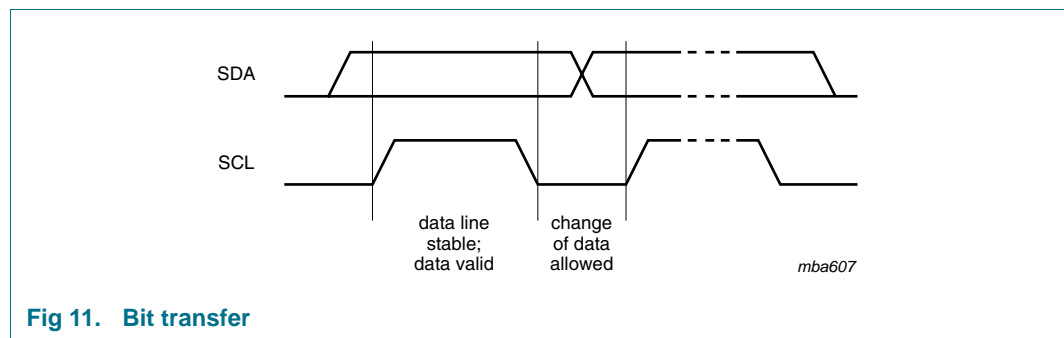 SDA
SCL
data line
stable;
data valid
change
of data
allowed
mba607
Fig 11. Bit transfer